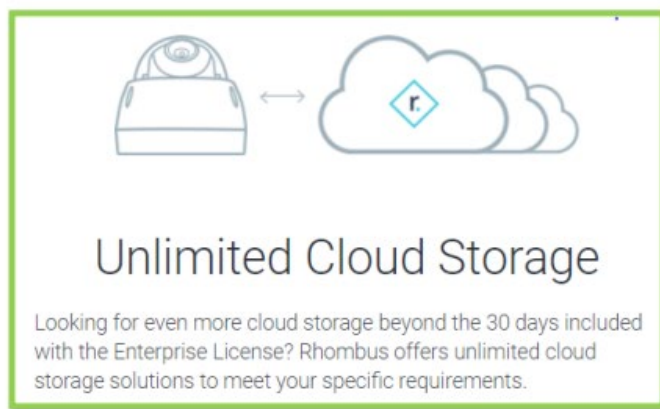 r.
Unlimited Cloud Storage
Looking for even more cloud storage beyond the 30 days included
with the Enterprise License? Rhombus offers unlimited cloud
storage solutions to meet your specific requirements.